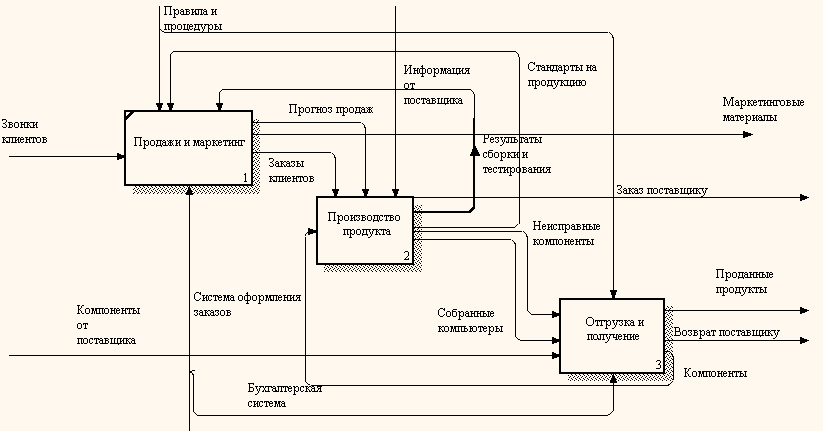 Правила и
процедуры
Информация
от
поставщика
Стандарты на
продукцию
Маркетинговые
материалы
Звонки
клиентов
Прогноз продаж
Продажи и маркетинг
1
Заказы
клиентов
Результаты
сборки и
тестирования
Заказ поставщику
Производство
продукта
2
Неисправные
компоненты
Проданные
продукты
Система оформления
заказов
Компоненты
от
поставщика
Собранные
компьютеры
Отгрузка и
получение
3
Возврат поставщику
Компоненты
Бухгалтерская
система